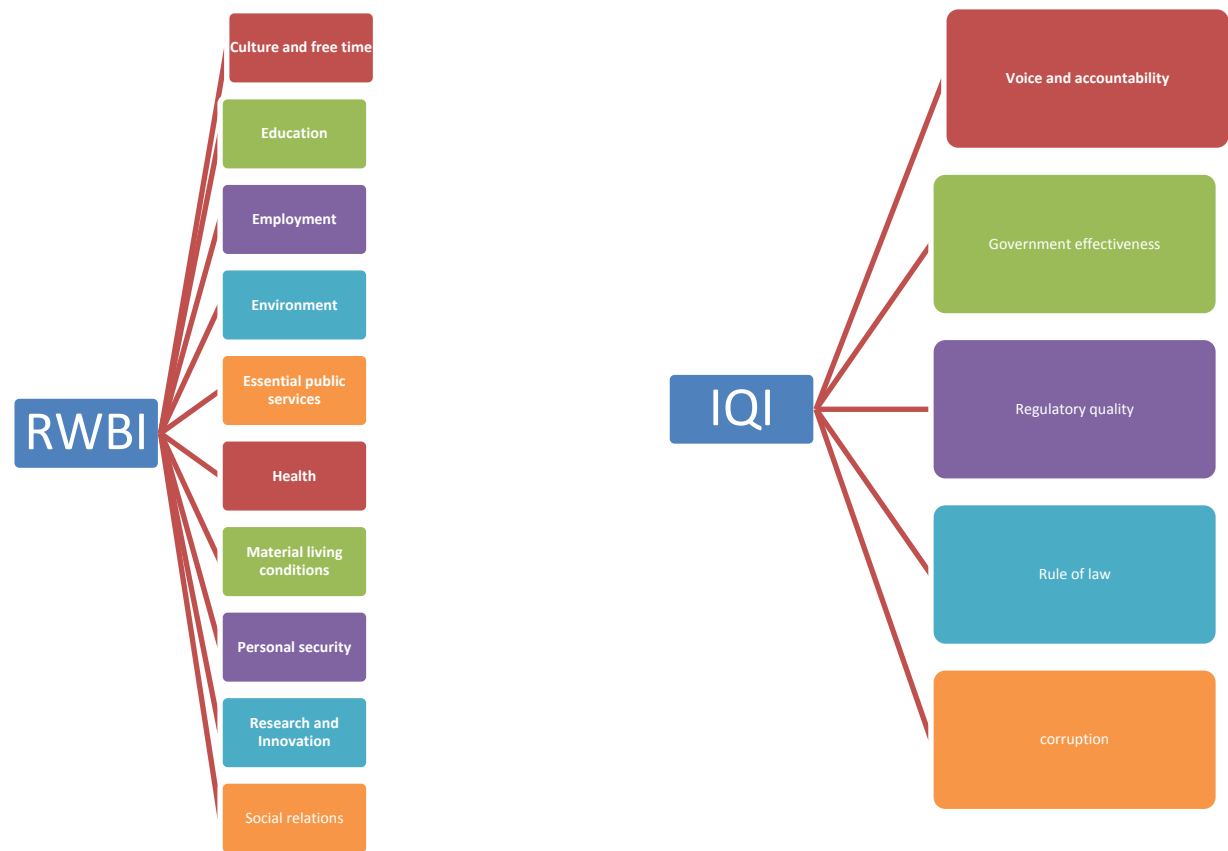 RWBI
Culture and free time
Education
Employment
Environment
Essential public
services
Health
Material living
conditions
Personal security
Research and
Innovation
Social relations
IQI
Voice and accountability
Government effectiveness
Regulatory quality
Rule of law
corruption